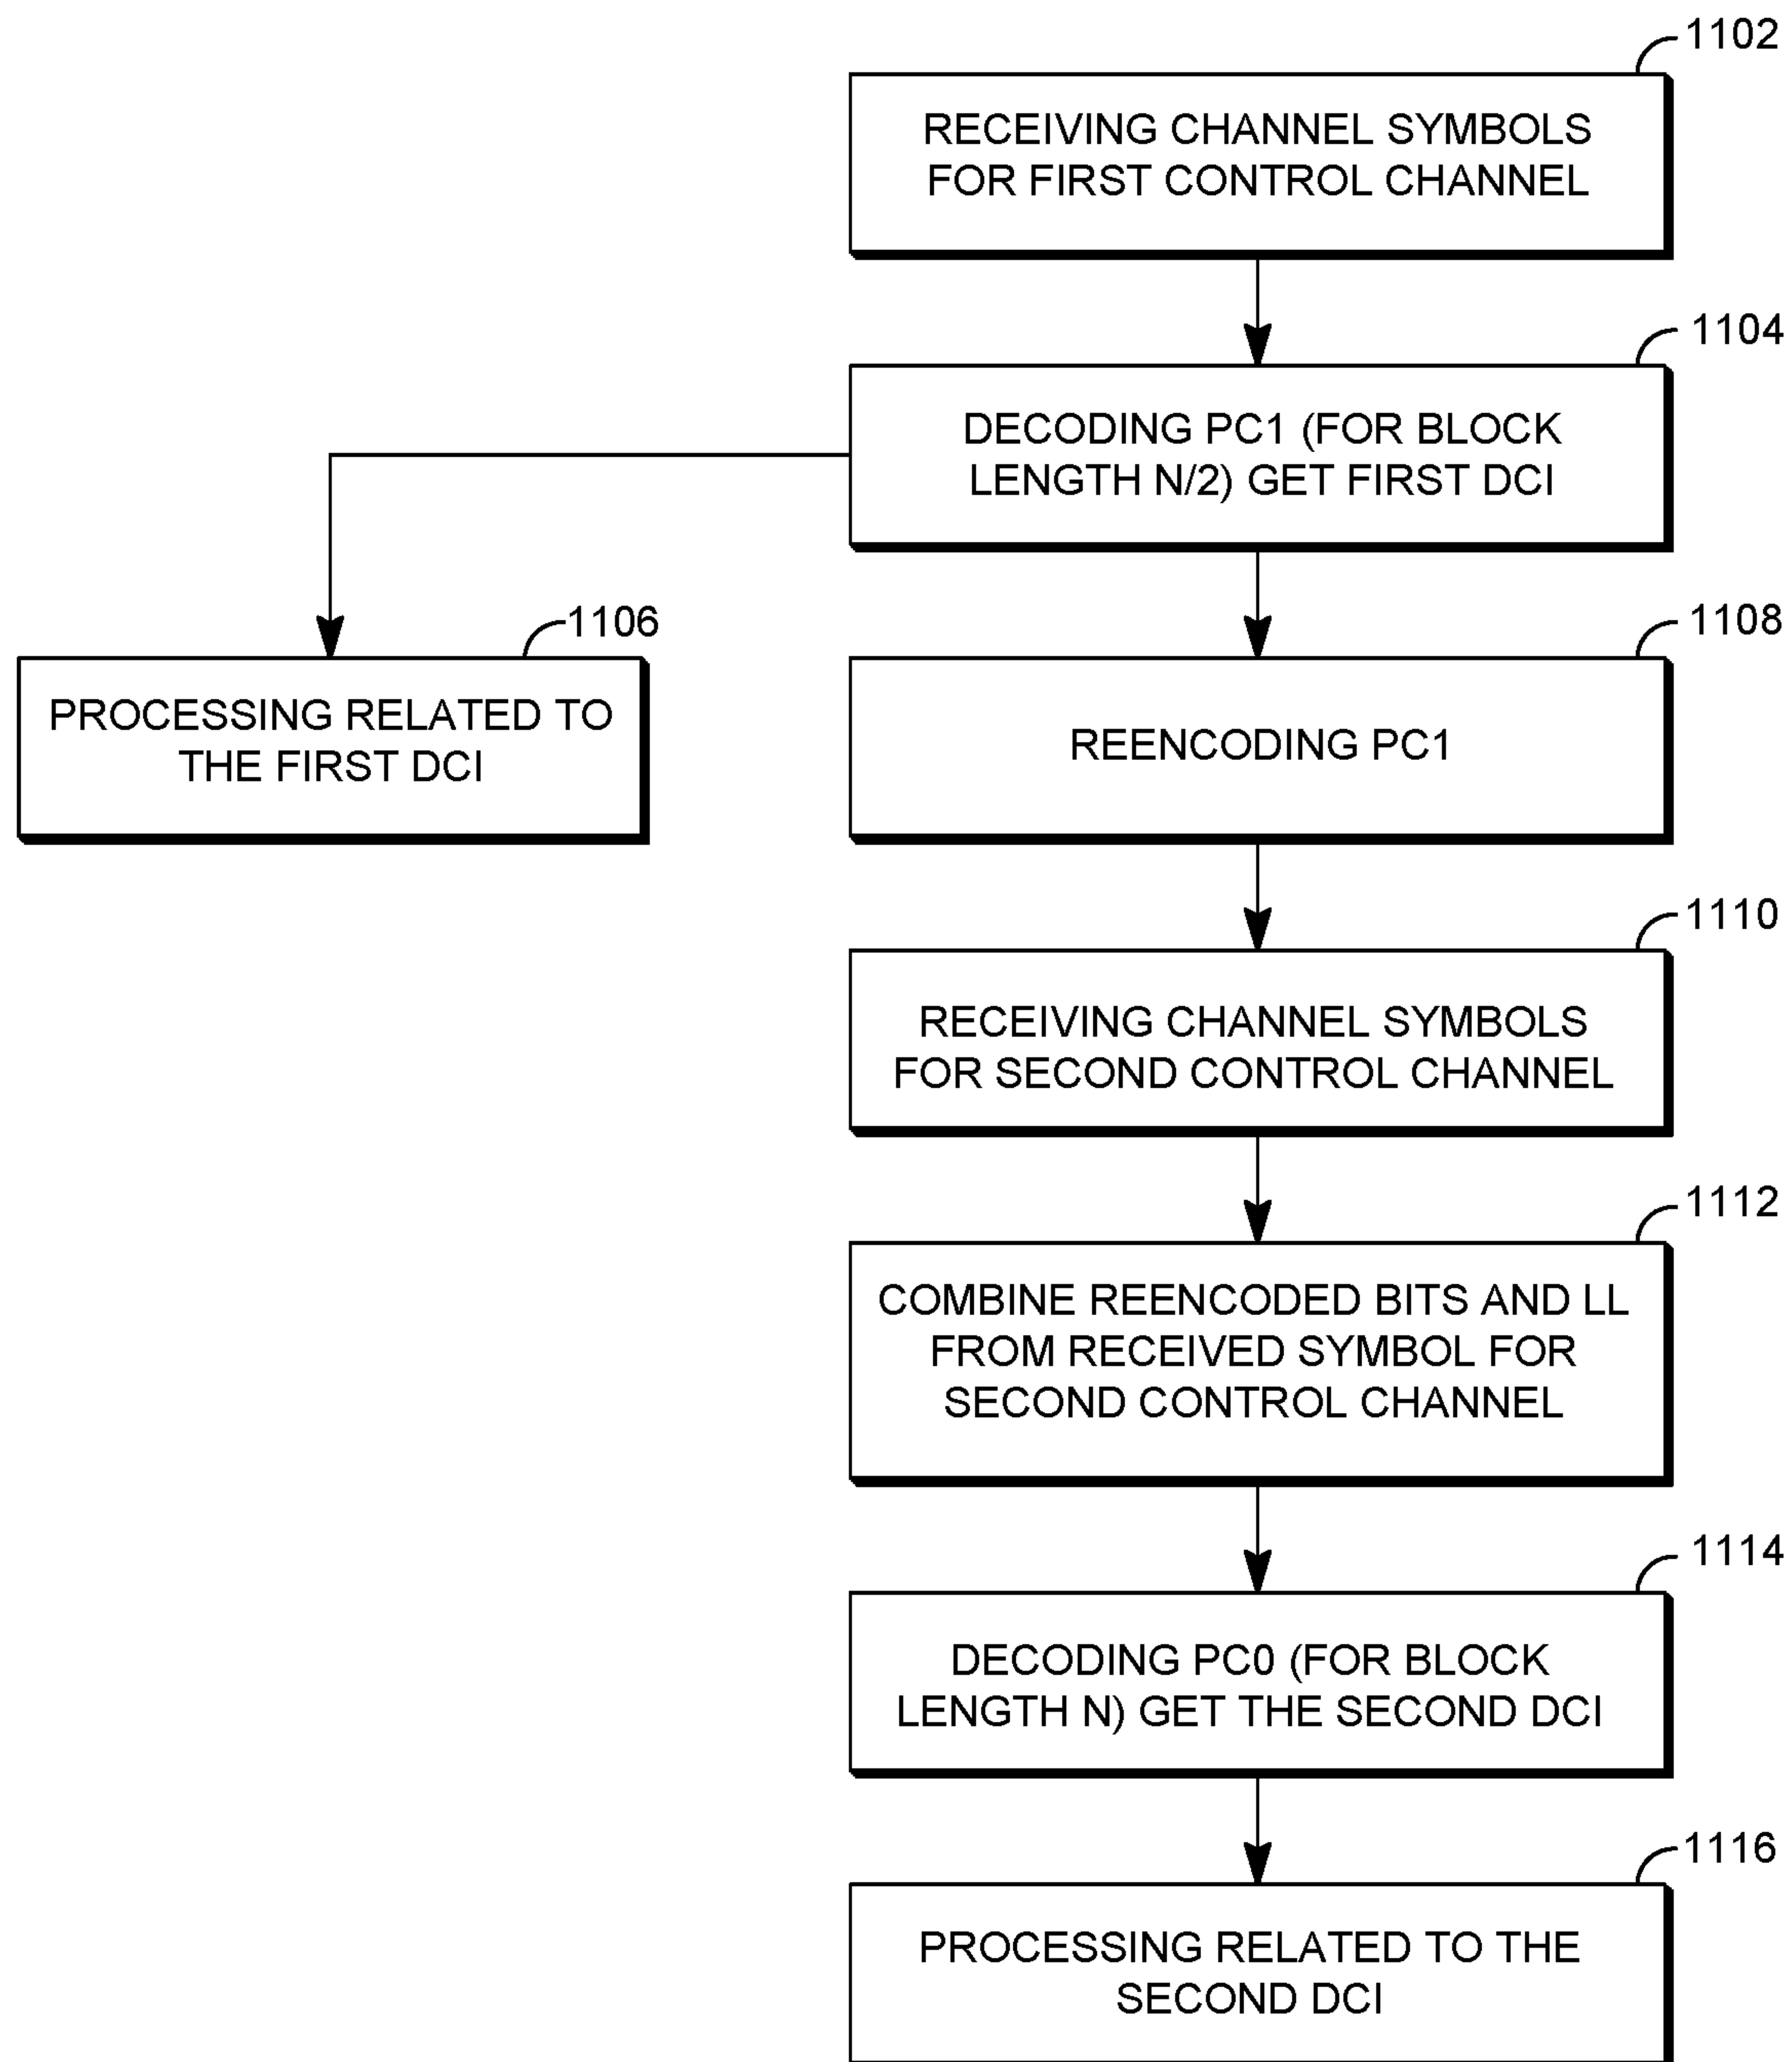 1102
RECEIVING CHANNEL SYMBOLS
FOR FIRST CONTROL CHANNEL
1104
DECODING PC1 (FOR BLOCK
LENGTH N/2) GET FIRST DCI
1106
PROCESSING RELATED TO
THE FIRST DCI
1108
REENCODING PC1
1110
RECEIVING CHANNEL SYMBOLS
FOR SECOND CONTROL CHANNEL
1112
COMBINE REENCODED BITS AND LL
FROM RECEIVED SYMBOL FOR
SECOND CONTROL CHANNEL
1114
DECODING PC0 (FOR BLOCK
LENGTH N) GET THE SECOND DCI
1116
PROCESSING RELATED TO THE
SECOND DCI